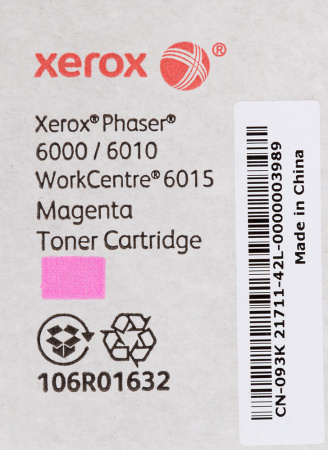 xerox ®
Xerox® Phaser®
6000 / 6010
WorkCentre® 6015
Magenta
Toner Cartridge
106R01632
CN-093K 21711-42L-0000003989
Made in China